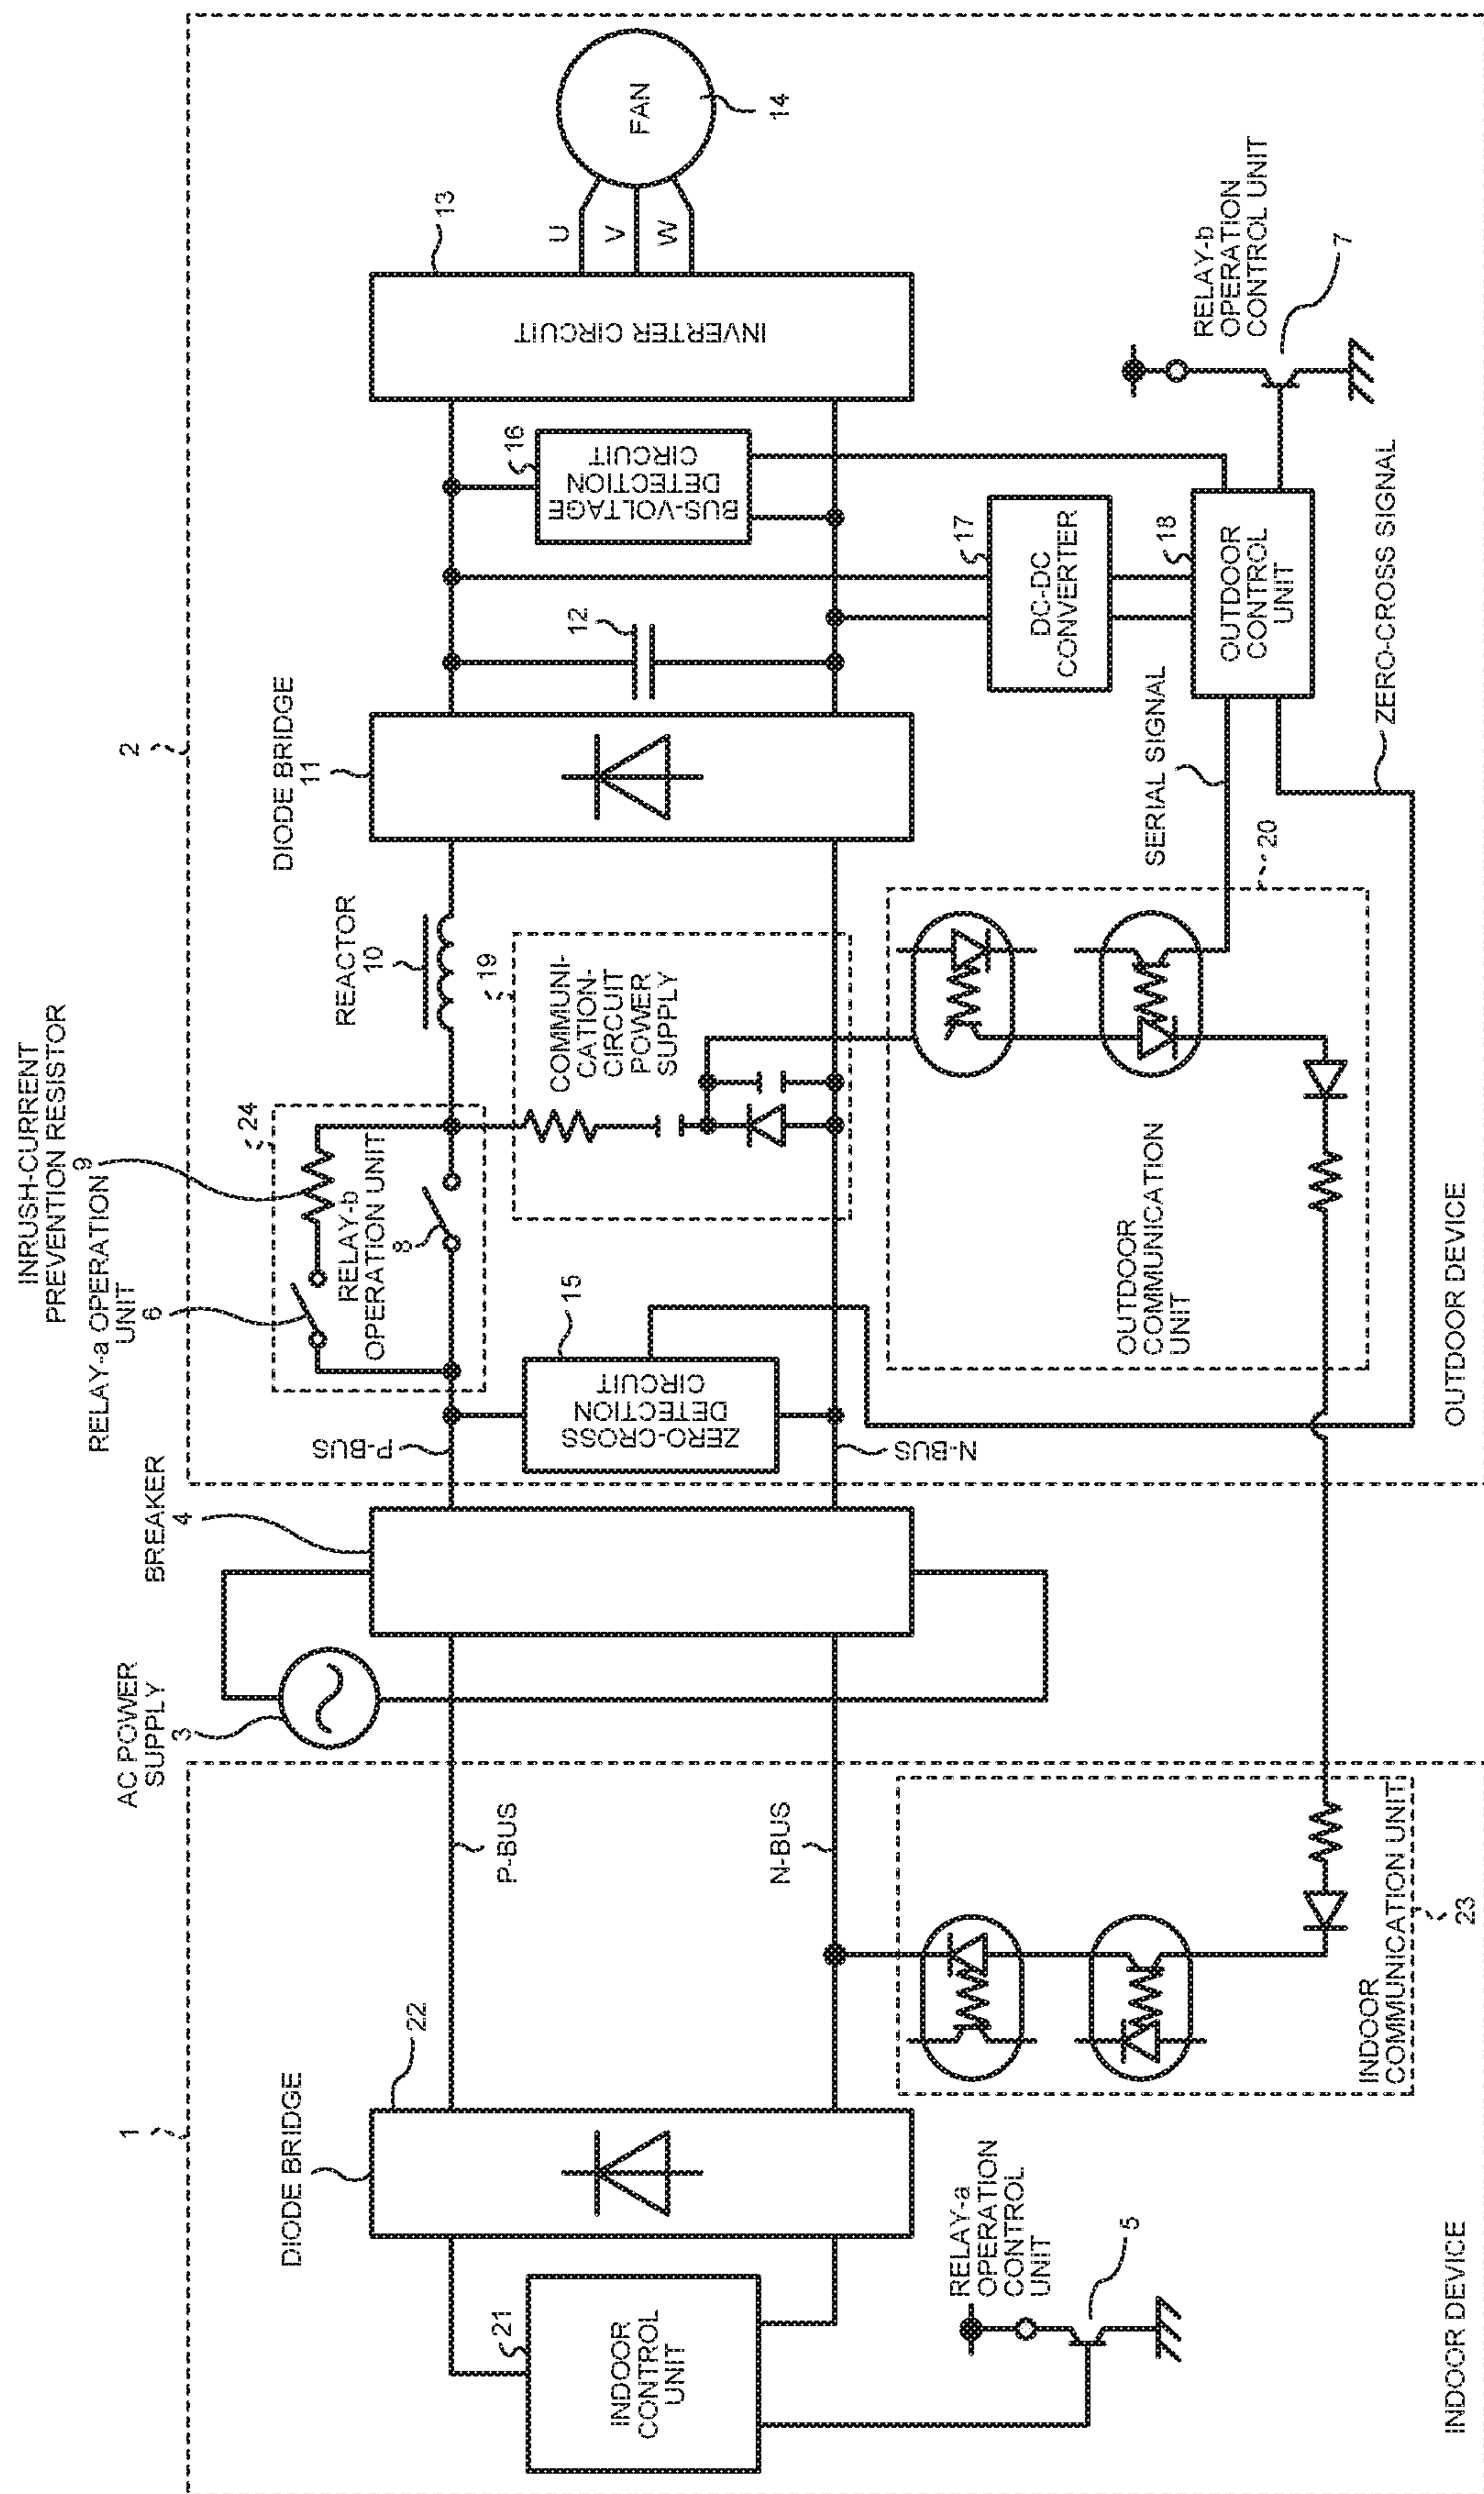 INRUSH-CURRENT
PREVENTION RESISTOR
9
RELAY-a OPERATION
UNIT
6
AC POWER
SUPPLY
3
BREAKER
4
1
2
24
RELAY-b
OPERATION UNIT
8
REACTOR
10
DIODE BRIDGE
11
DIODE BRIDGE
22
P-BUS
N-BUS
P-BUS
N-BUS
ZERO-CROSS
DETECTION
CIRCUIT
15
19
COMMUNI-
CATION-
CIRCUIT
POWER
SUPPLY
12
BUS-VOLTAGE
DETECTION
CIRCUIT
16
INVERTER CIRCUIT
13
U
V
W
FAN
14
INDOOR
CONTROL
UNIT
21
RELAY-a
OPERATION
CONTROL
UNIT
5
INDOOR
COMMUNICATION UNIT
23
OUTDOOR
COMMUNICATION
UNIT
20
SERIAL SIGNAL
DC-DC
CONVERTER
17
OUTDOOR
CONTROL
UNIT
18
RELAY-b
OPERATION
CONTROL UNIT
7
ZERO-CROSS SIGNAL
INDOOR DEVICE
OUTDOOR DEVICE